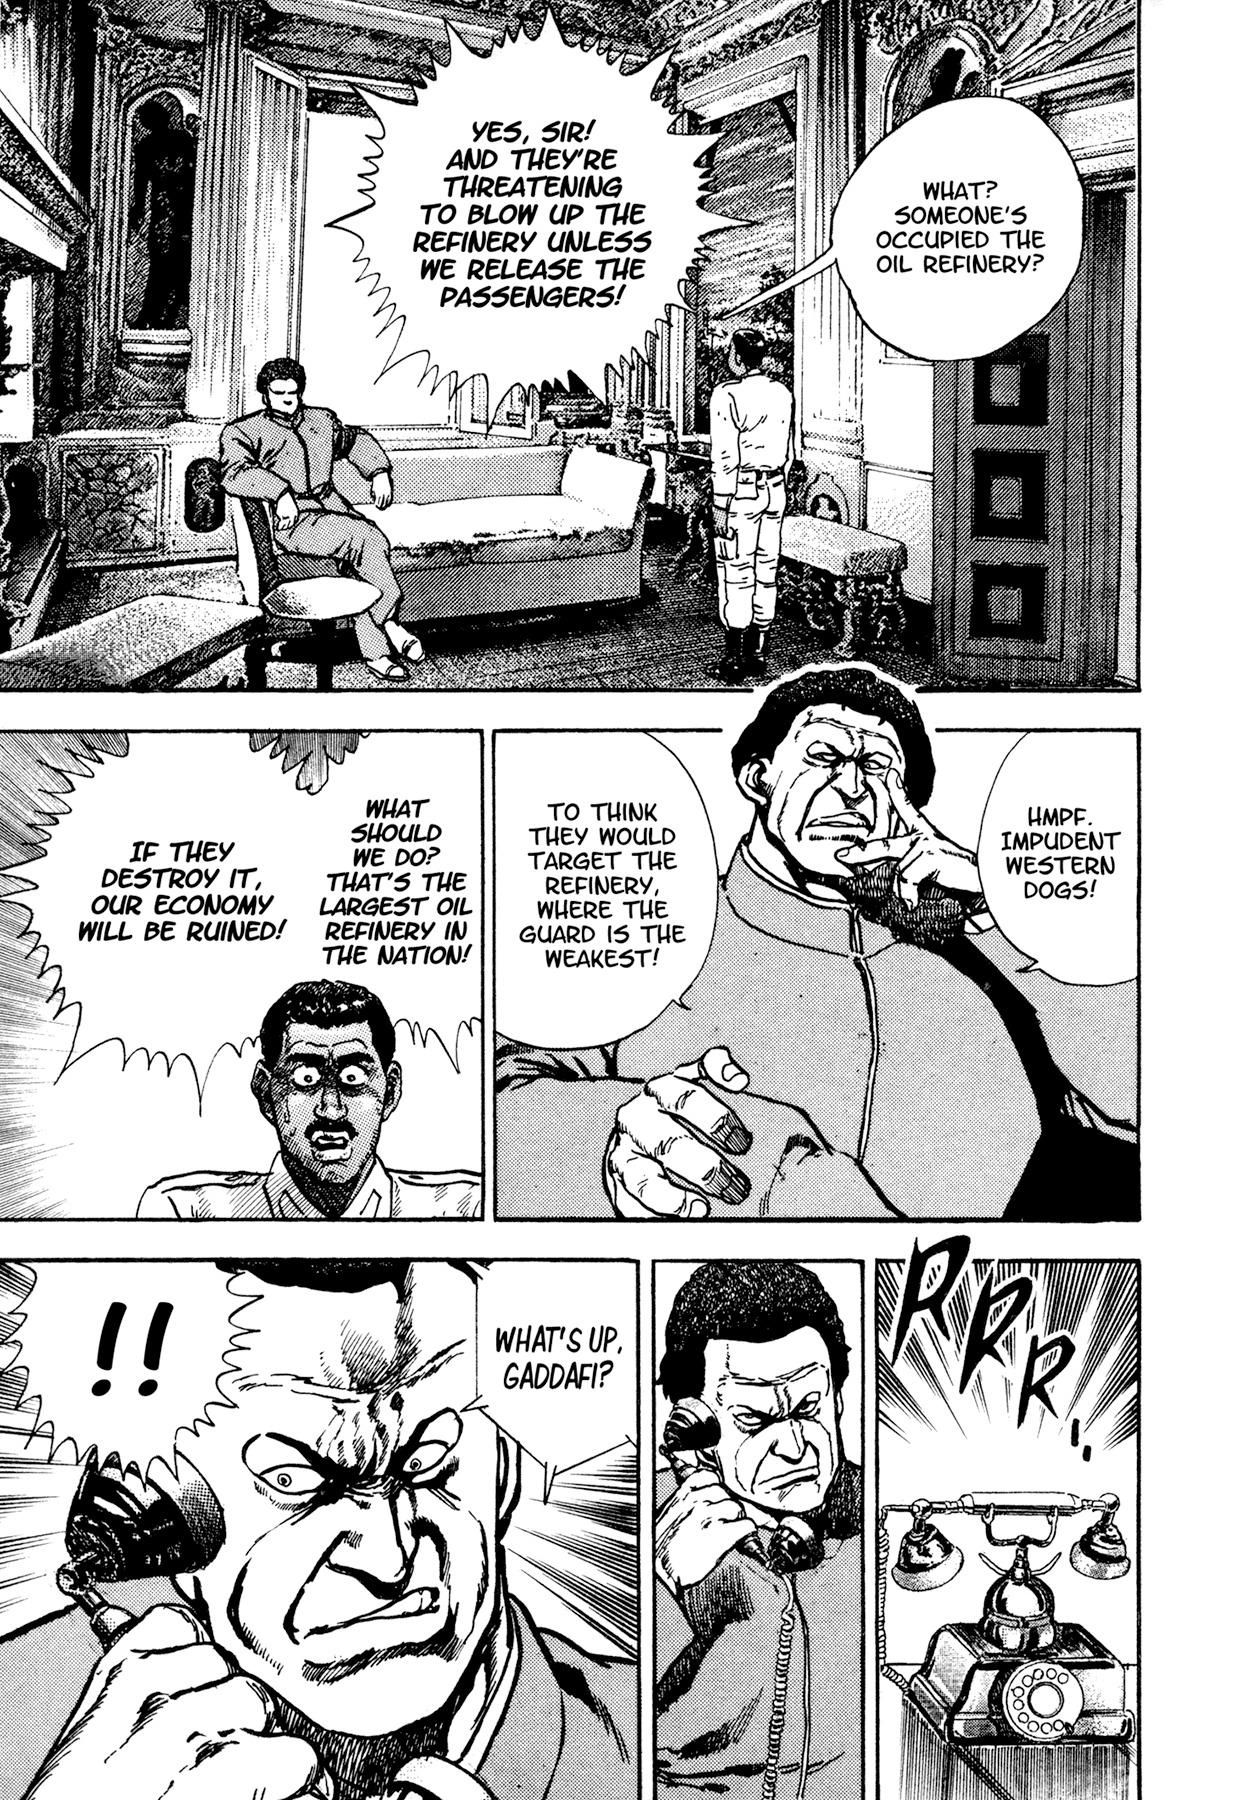 WHAT?
SOMEONE'S
OCCUPIED THE
OIL REFINERY?
YES, SIR!
AND THEY'RE
THREATENING
TO BLOW UP THE
REFINERY UNLESS
WE RELEASE THE
PASSENGERS!
HMPF.
IMPUDENT
WESTERN
DOGS!
TO THINK
THEY WOULD
TARGET THE
REFINERY,
WHERE THE
GUARD IS THE
WEAKEST!
WHAT
SHOULD
WE DO?
THAT'S THE
LARGEST OIL
REFINERY IN
THE NATION!
IF THEY
DESTROY IT,
OUR ECONOMY
WILL BE RUINED!
RRR
WHAT'S UP,
GADDAFI?
!!